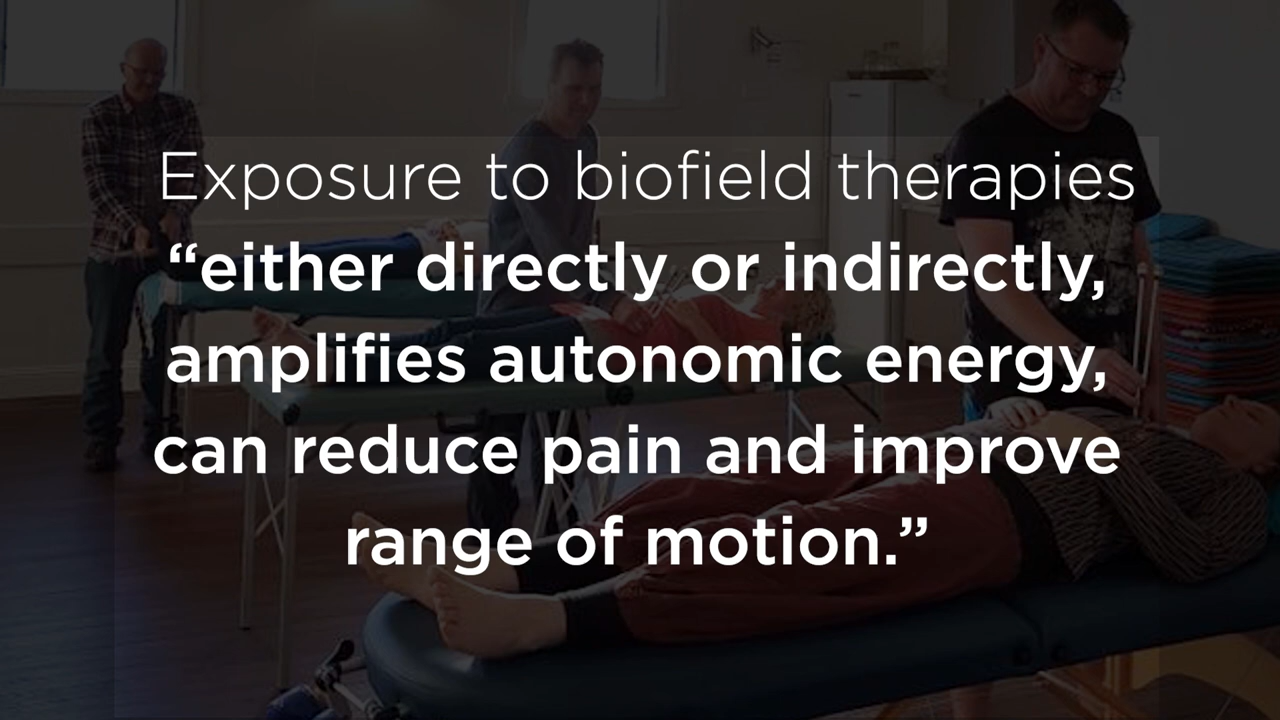 Exposure to biofield therapies
“either directly or indirectly,
amplifies autonomic energy,
can reduce pain and improve
range of motion.”